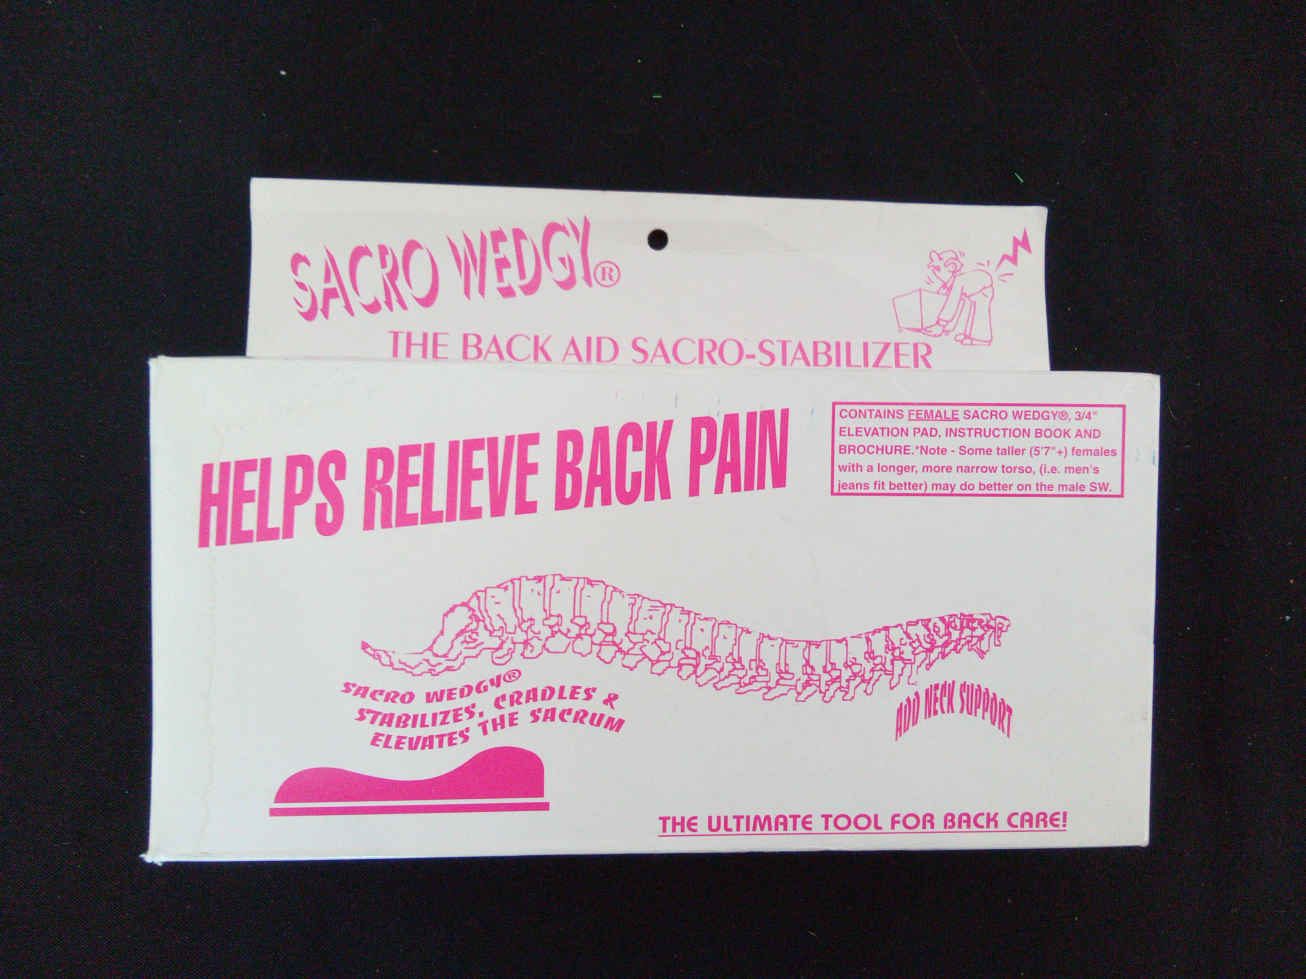 SACRO WEDGY®
THE BACK AID SACRO-STABILIZER
HELPS RELIEVE BACK PAIN
CONTAINS FEMALE SACRO WEDGY®, 3/4"
ELEVATION PAD, INSTRUCTION BOOK AND
BROCHURE.*Note - Some taller (5'7"+) females
with a longer, more narrow torso, (i.e. men's
jeans fit better) may do better on the male SW.
SACRO WEDGY®
STABILIZES, CRADLES &
ELEVATES THE SACRUM
ADD NECK SUPPORT
THE ULTIMATE TOOL FOR BACK CARE!